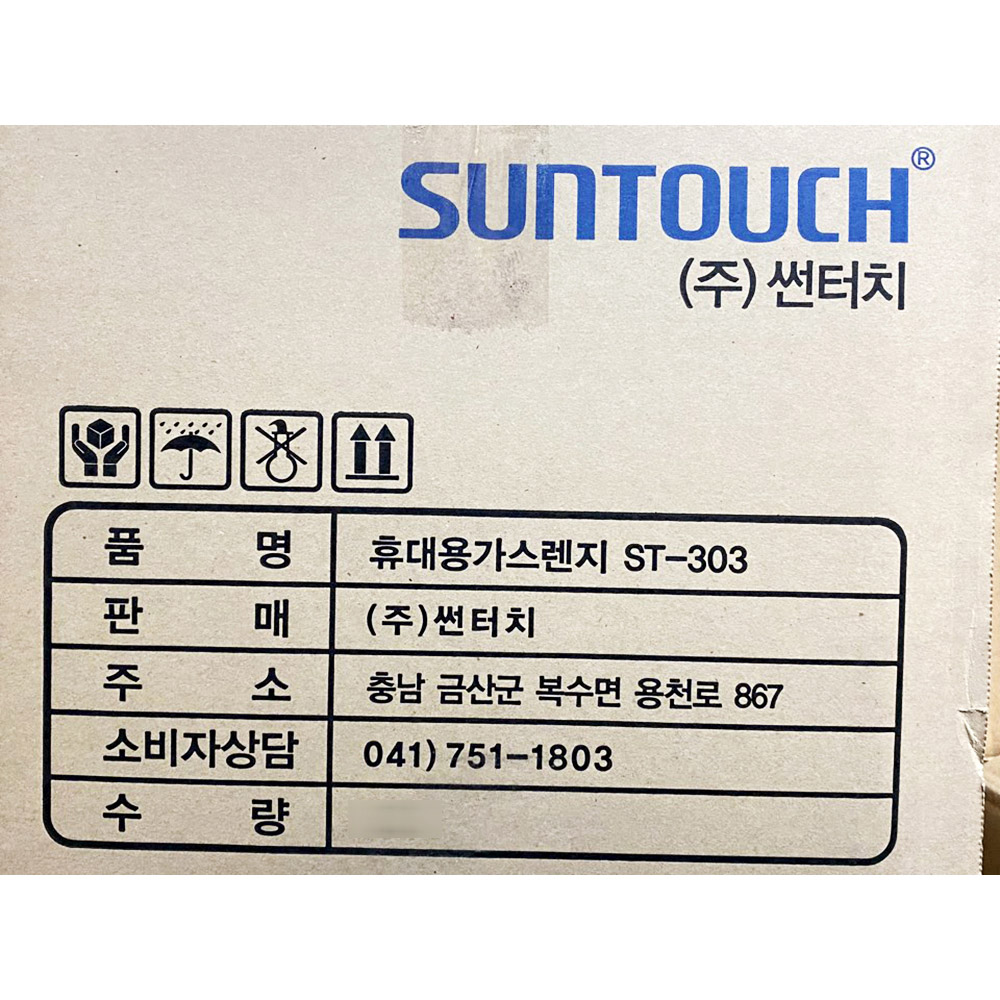 SUNTOUCH®
(주)썬터치
품명 휴대용가스렌지 ST-303
판매 (주)썬터치
주소 충남 금산군 복수면 용천로 867
소비자상담 041) 751-1803
수량